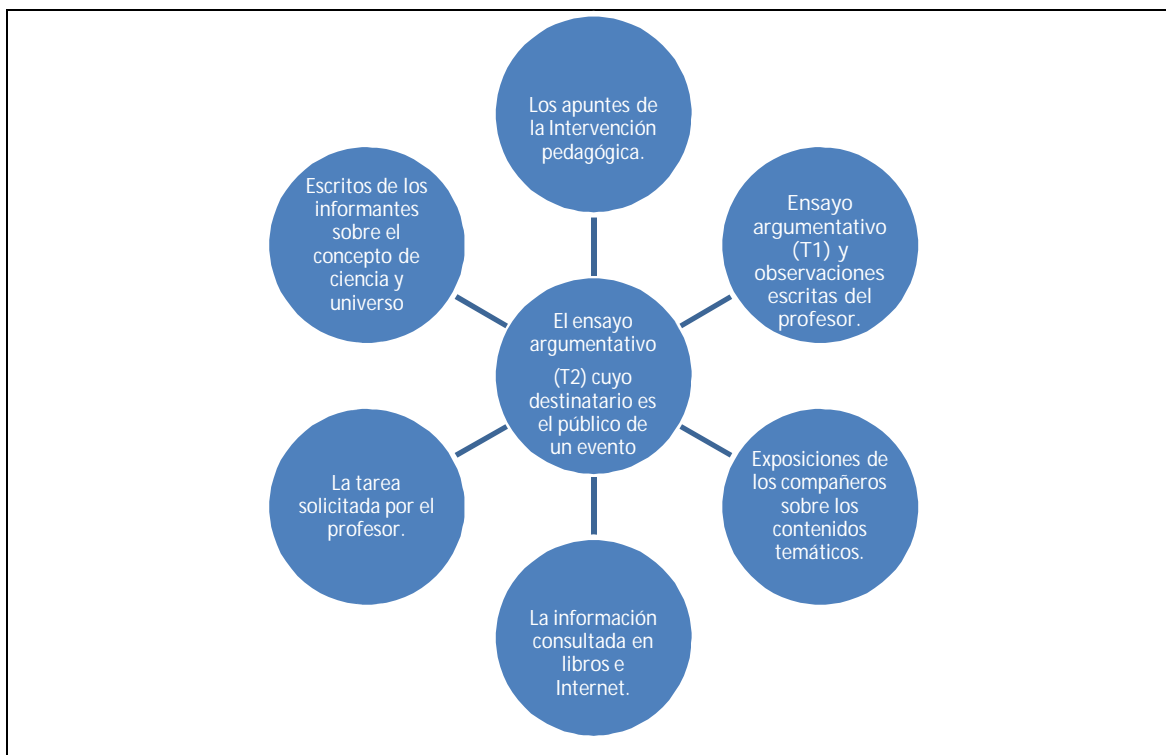 Los apuntes de
la Intervención
pedagógica.
Ensayo
argumentativo
(T1) y
observaciones
escritas del
profesor.
Exposiciones de
los compañeros
sobre los
contenidos
temáticos.
La información
consultada en
libros e
Internet.
La tarea
solicitada por el
profesor.
Escritos de los
informantes
sobre el
concepto de
ciencia y
universo
El ensayo
argumentativo
(T2) cuyo
destinatario es
el público de
un evento